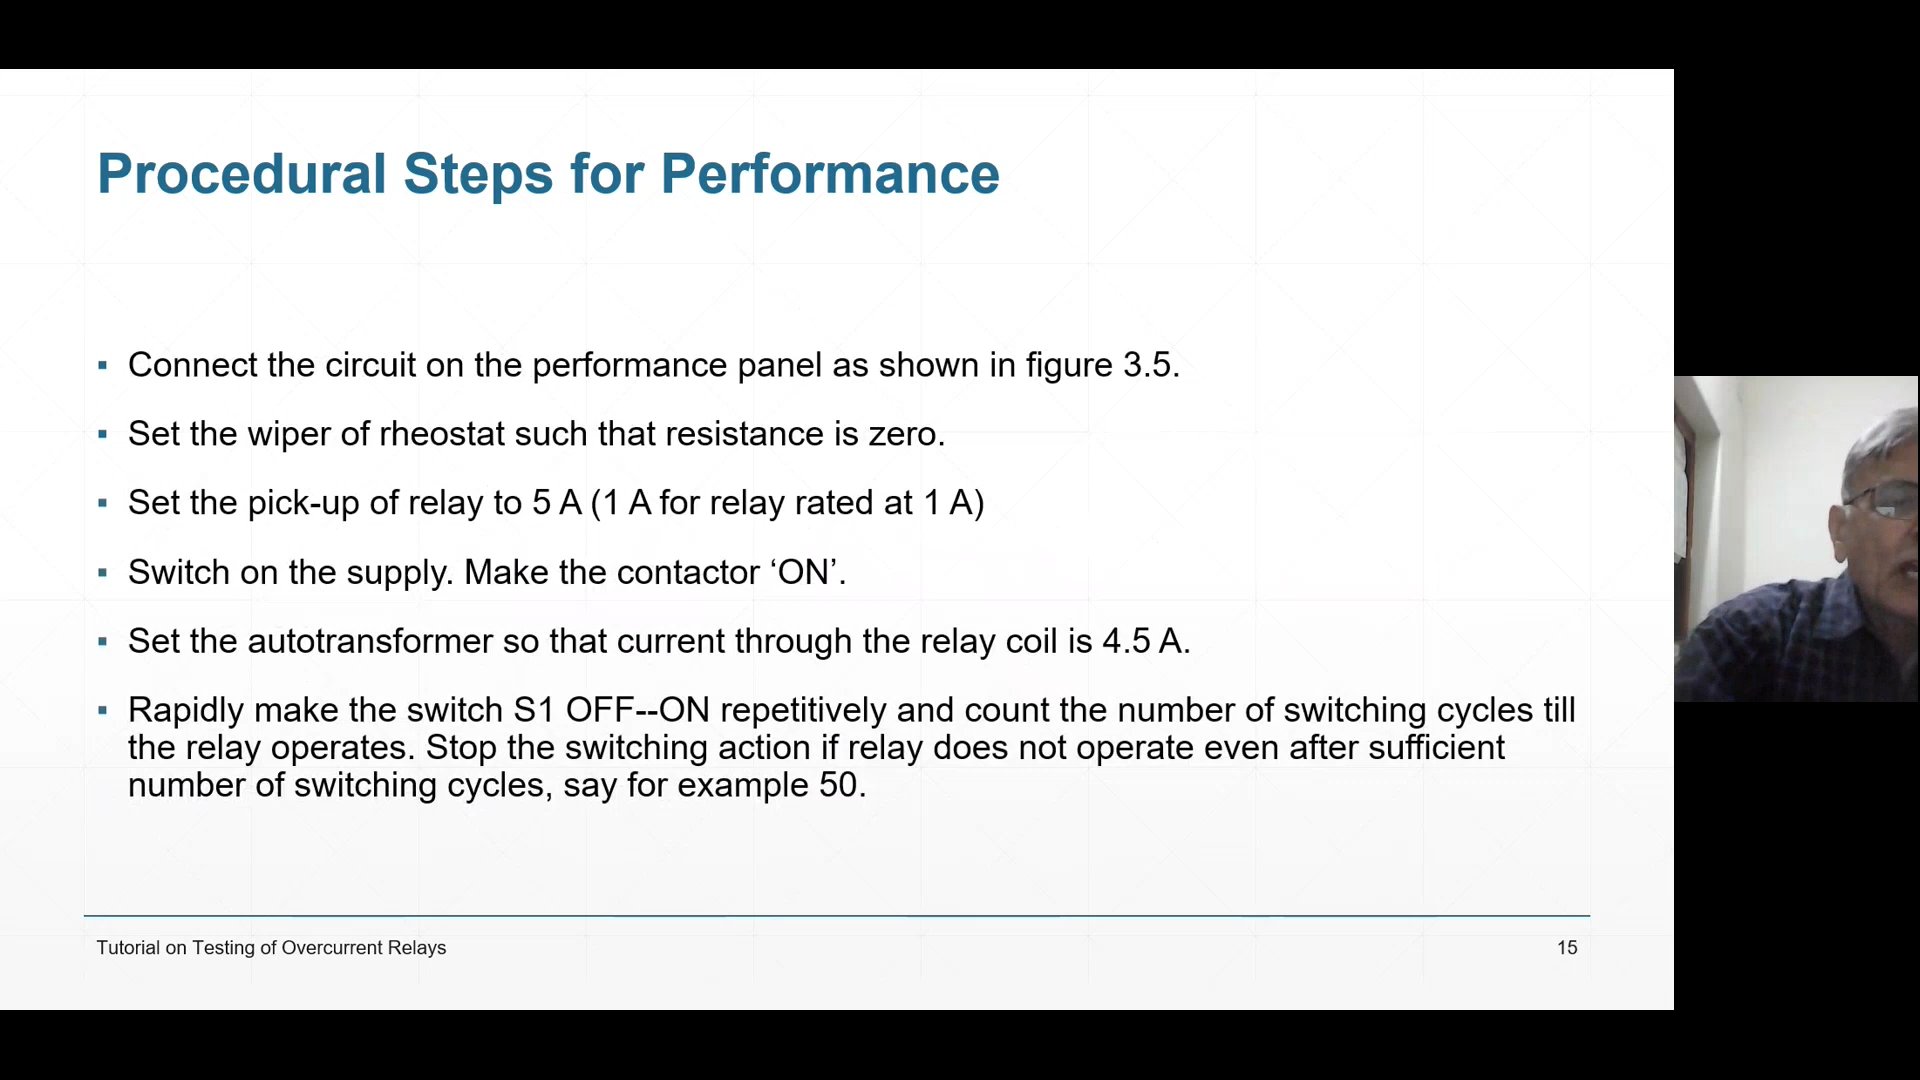 Procedural Steps for Performance
▪ Connect the circuit on the performance panel as shown in figure 3.5.
▪ Set the wiper of rheostat such that resistance is zero.
▪ Set the pick-up of relay to 5 A (1 A for relay rated at 1 A)
▪ Switch on the supply. Make the contactor ‘ON’.
▪ Set the autotransformer so that current through the relay coil is 4.5 A.
▪ Rapidly make the switch S1 OFF--ON repetitively and count the number of switching cycles till
the relay operates. Stop the switching action if relay does not operate even after sufficient
number of switching cycles, say for example 50.
Tutorial on Testing of Overcurrent Relays
15